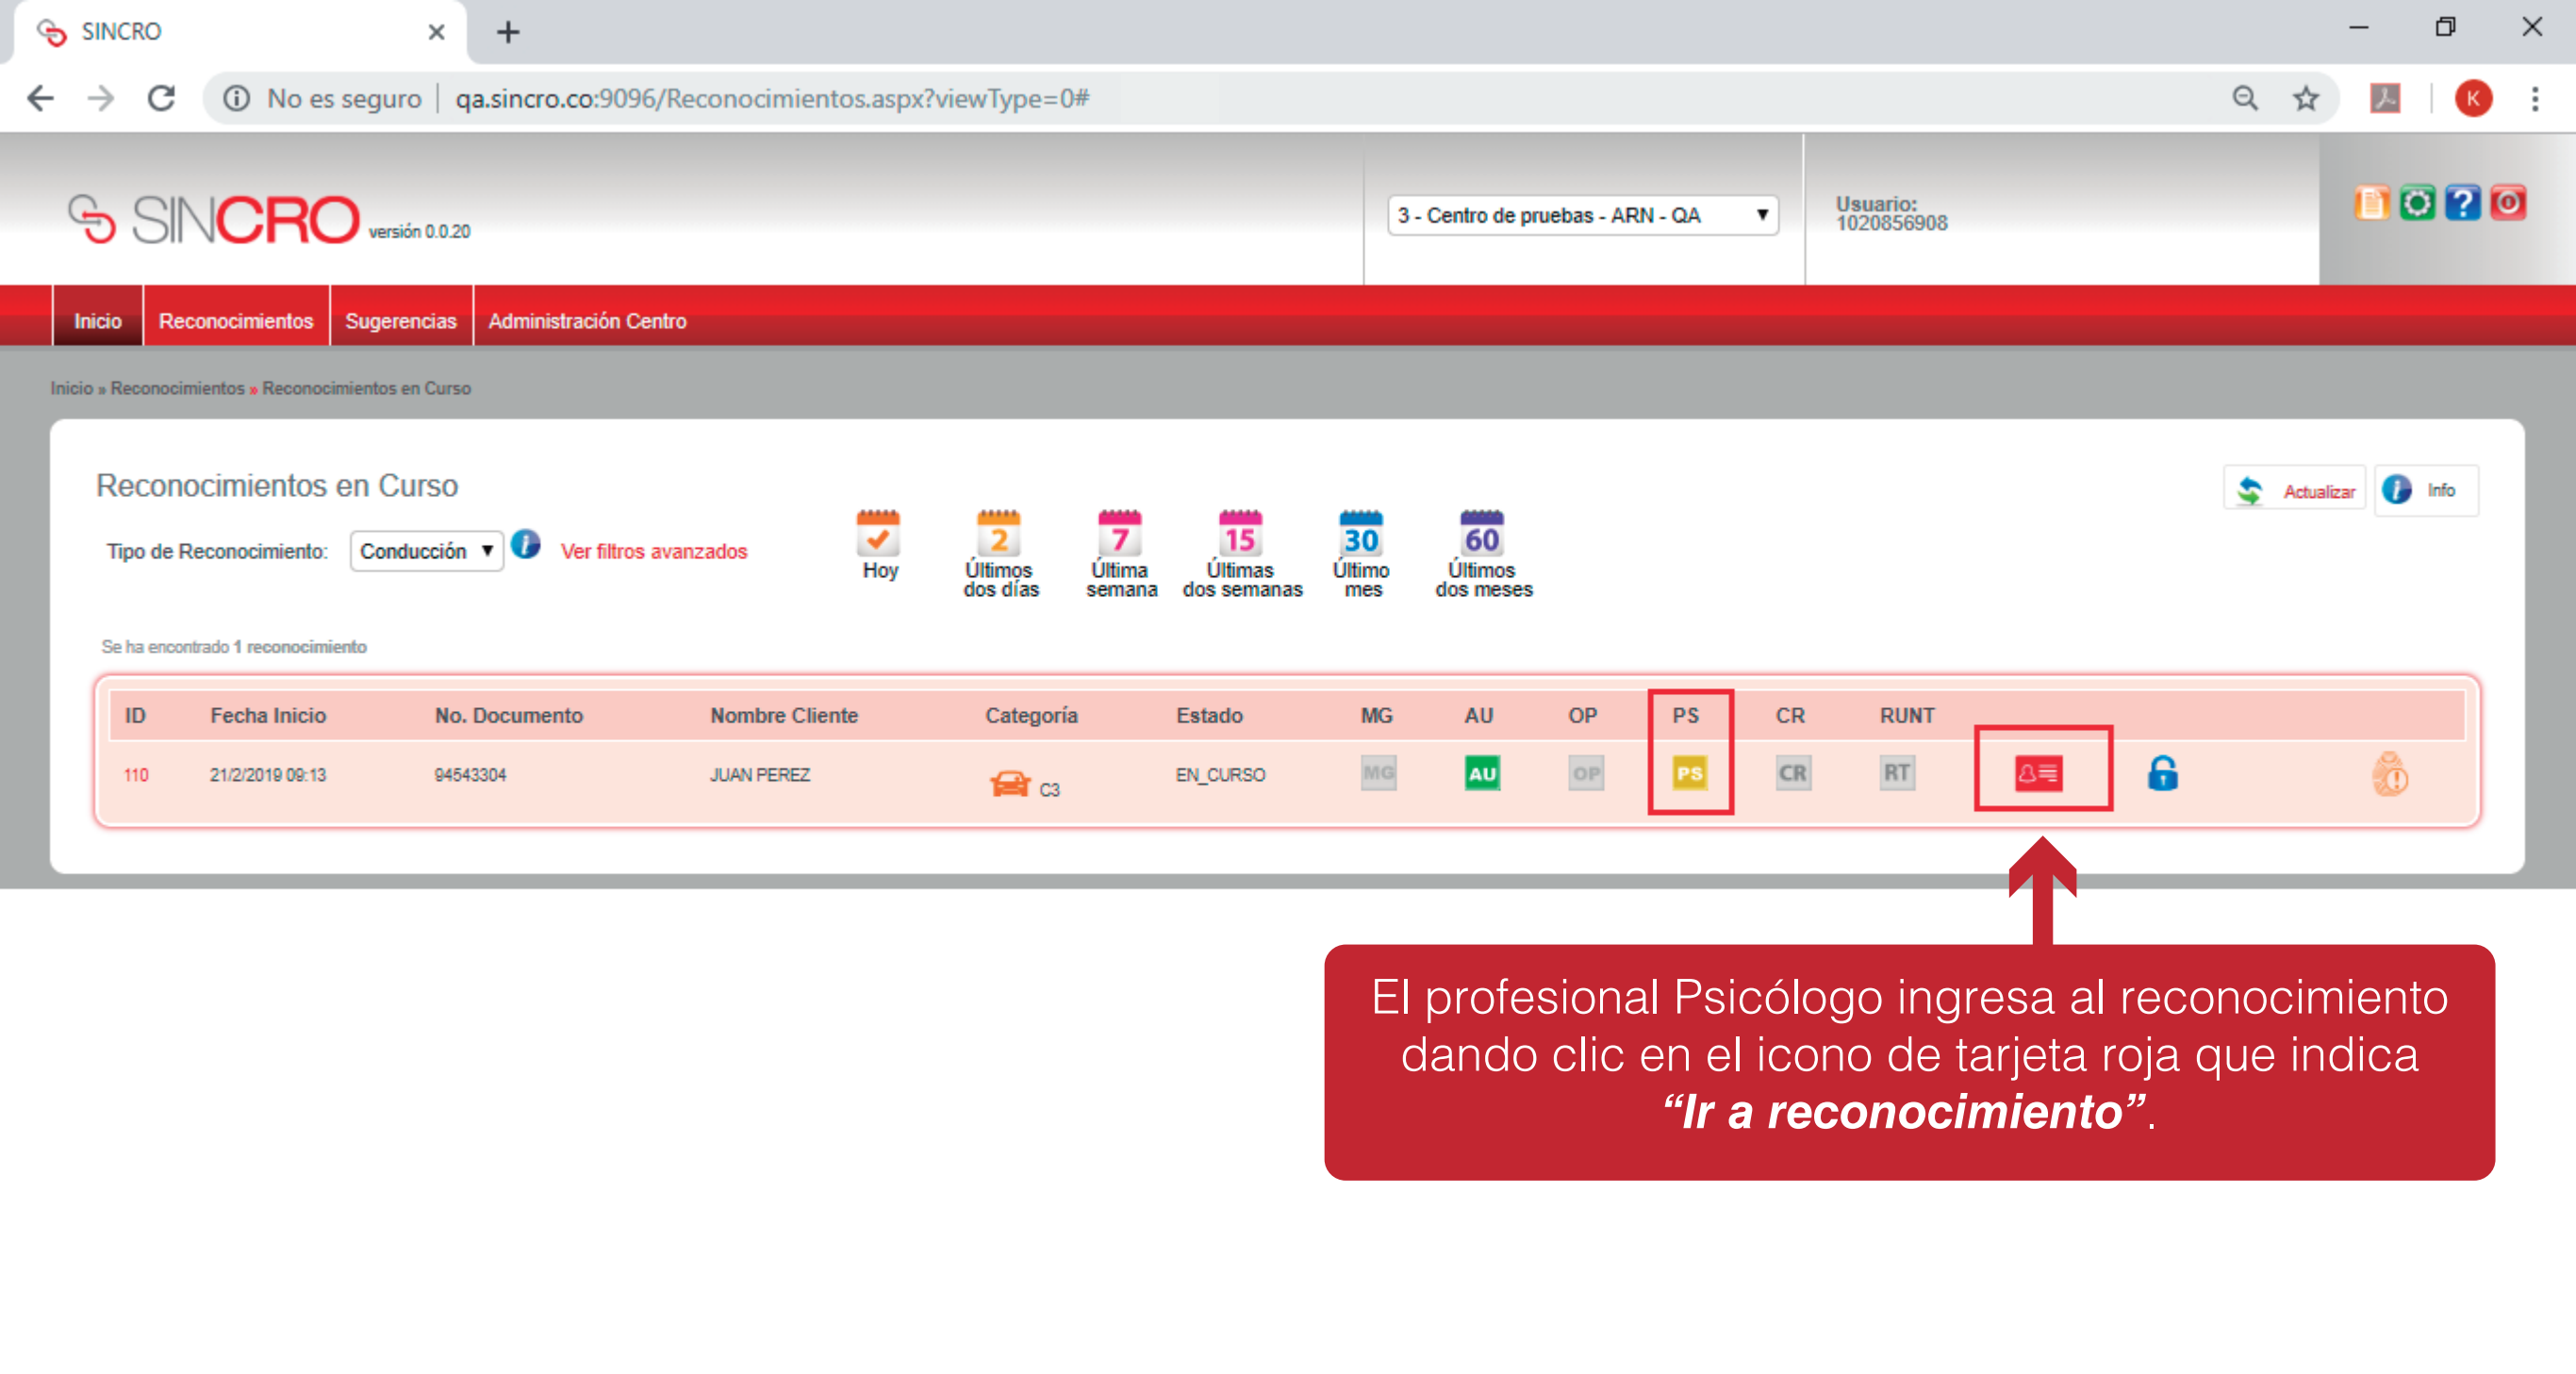 SINCRO
No es seguro | qa.sincro.co:9096/Reconocimientos.aspx?viewType=0#
K
SINCRO versión 0.0.20
3 - Centro de pruebas - ARN - QA
Usuario:
1020856908
Inicio Reconocimientos Sugerencias Administración Centro
Inicio » Reconocimientos » Reconocimientos en Curso
Reconocimientos en Curso
Actualizar Info
Tipo de Reconocimiento: Conducción Ver filtros avanzados
2 7 15 30 60
Hoy Últimos Última Últimas Último Últimos
dos días semana dos semanas mes dos meses
Se ha encontrado 1 reconocimiento
ID Fecha Inicio No. Documento Nombre Cliente Categoría Estado MG AU OP PS CR RUNT
110 21/2/2019 09:13 94543304 JUAN PEREZ C3 EN_CURSO MG AU OP PS CR RT
El profesional Psicólogo ingresa al reconocimiento
dando clic en el icono de tarjeta roja que indica
“Ir a reconocimiento”.